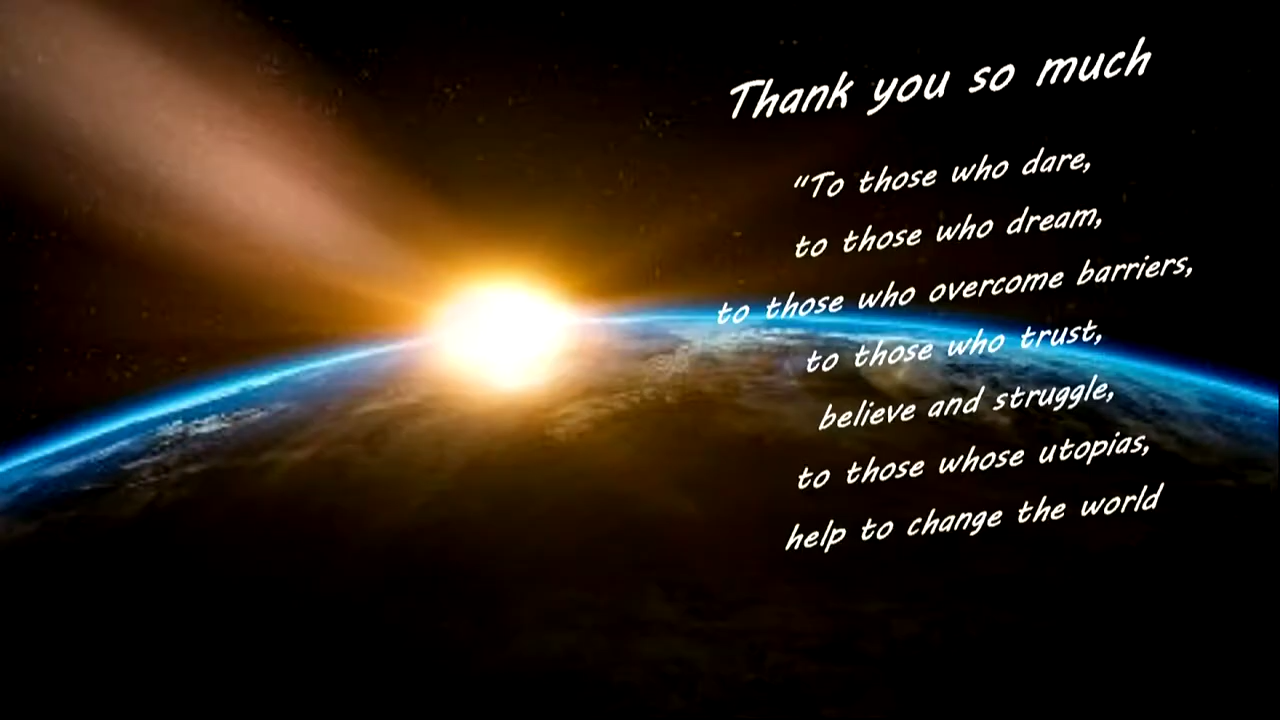 Thank you so much
“To those who dare,
to those who dream,
to those who overcome barriers,
to those who trust,
believe and struggle,
to those whose utopias,
help to change the world